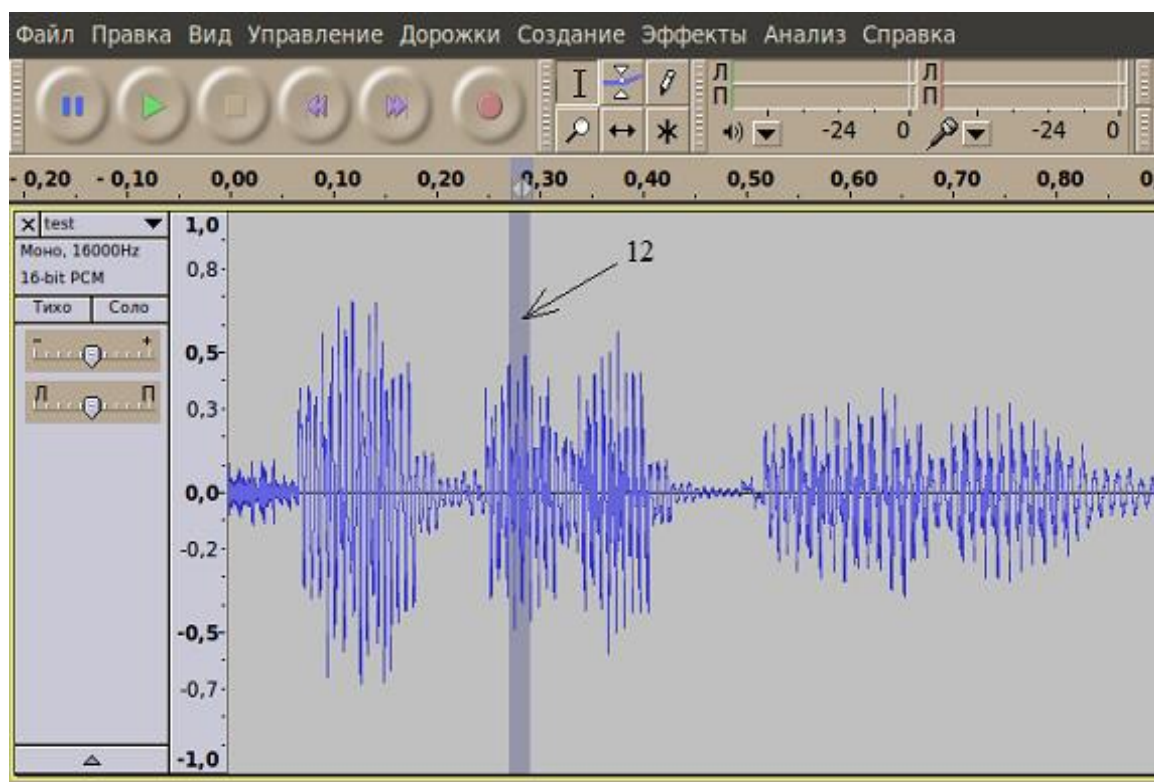 Файл Правка Вид Управление Дорожки Создание Эффекты Анализ Справка
Л
П
-24 0
Л
П
-24 0
- 0,20 - 0,10 0,00 0,10 0,20 0,30 0,40 0,50 0,60 0,70 0,80 0
X test
Моно, 16000Hz
16-bit PCM
Тихо Соло
- +
Л П
1,0
0,8
0,5
0,3
0,0
-0,2
-0,5
-0,7
-1,0
12